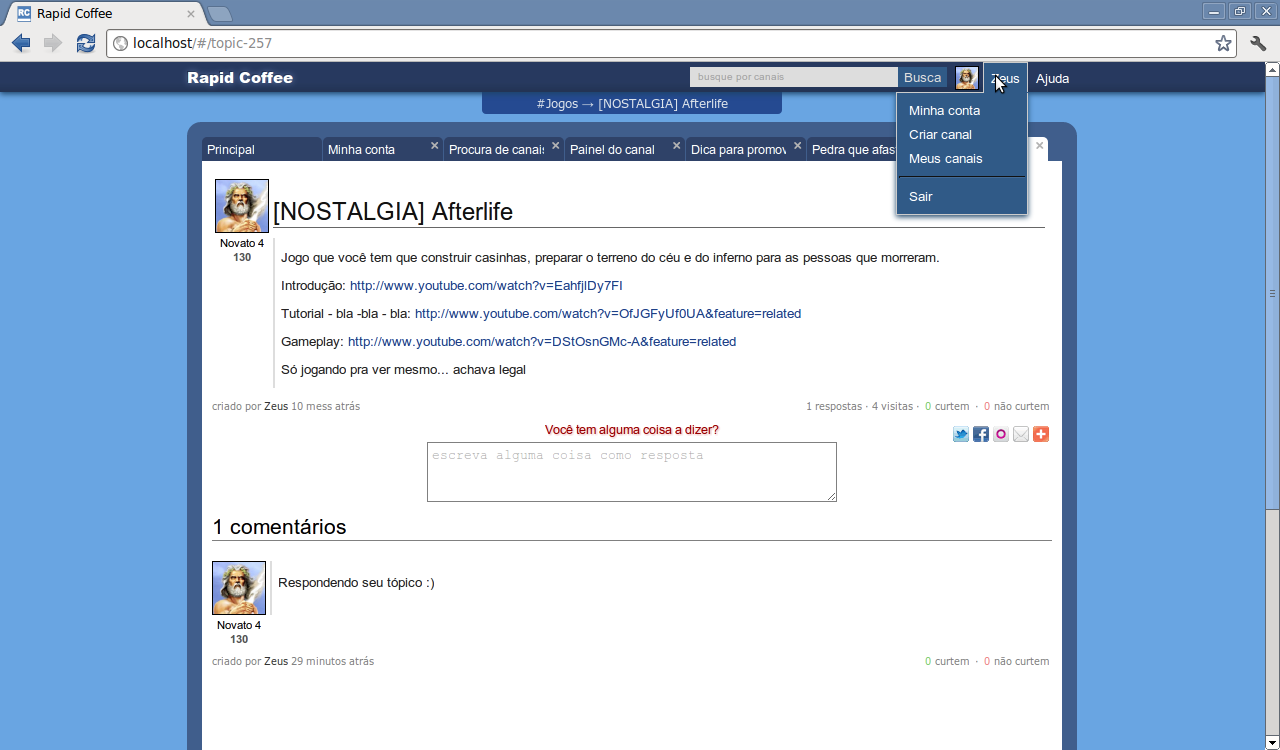 RC Rapid Coffee
localhost/#/topic-257
Rapid Coffee
busque por canais
Busca
Zeus
Ajuda
#Jogos → [NOSTALGIA] Afterlife
Minha conta
Criar canal
Meus canais
Sair
Principal
Minha conta
Procura de canais
Painel do canal
Dica para promov
Pedra que afas
[NOSTALGIA] Afterlife
Novato 4
130
Jogo que você tem que construir casinhas, preparar o terreno do céu e do inferno para as pessoas que morreram.
Introdução: http://www.youtube.com/watch?v=EahfjlDy7FI
Tutorial - bla -bla - bla: http://www.youtube.com/watch?v=OfJGFyUf0UA&feature=related
Gameplay: http://www.youtube.com/watch?v=DStOsnGMc-A&feature=related
Só jogando pra ver mesmo... achava legal
criado por Zeus 10 mess atrás
1 respostas · 4 visitas · 0 curtem · 0 não curtem
Você tem alguma coisa a dizer?
escreva alguma coisa como resposta
1 comentários
Respondendo seu tópico :)
Novato 4
130
criado por Zeus 29 minutos atrás
0 curtem · 0 não curtem